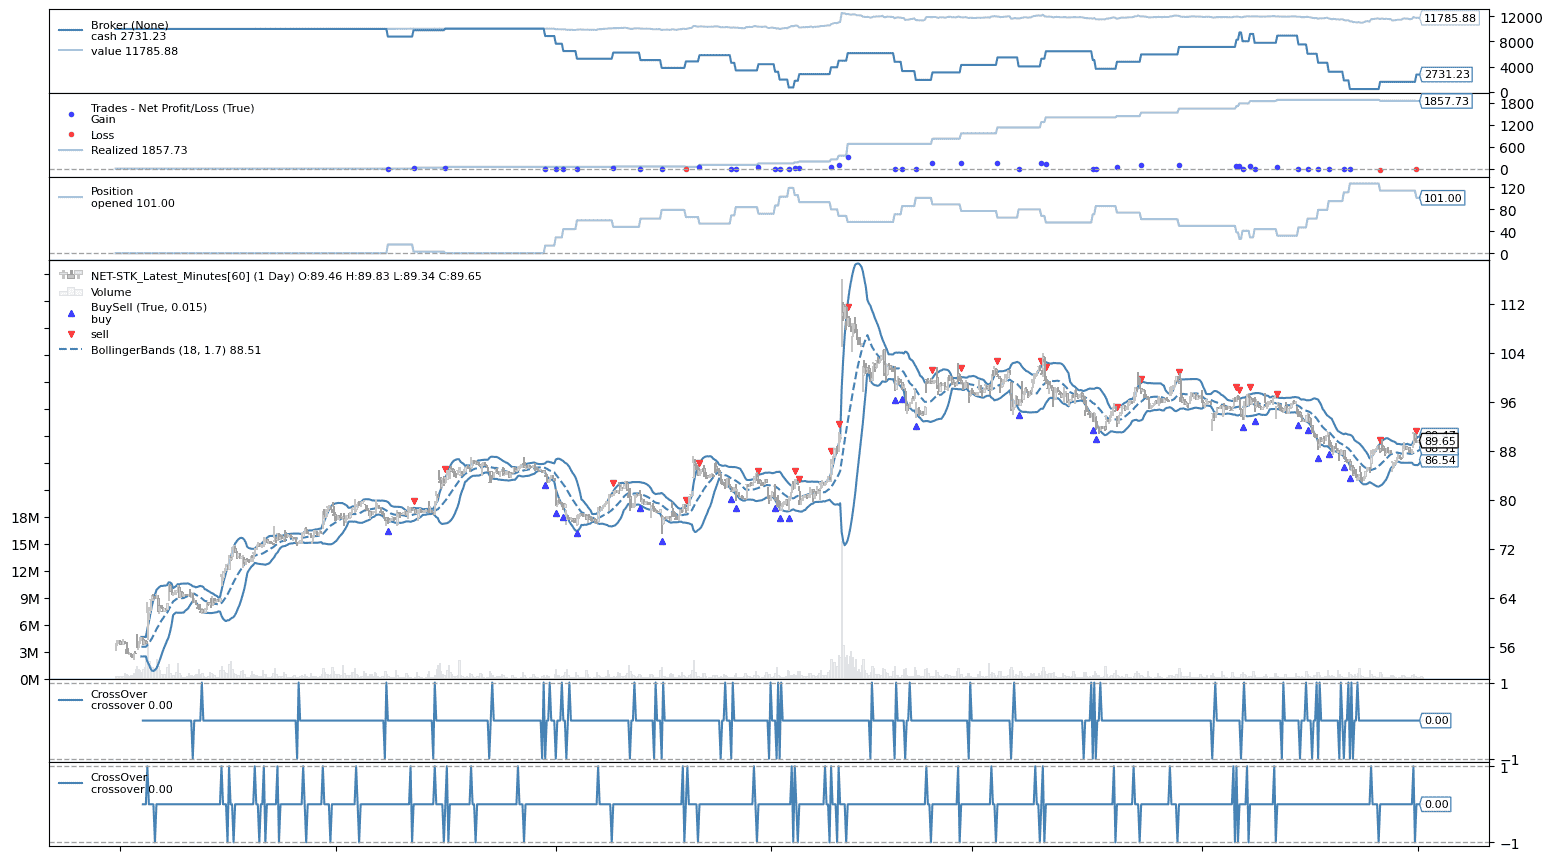 Broker (None)
cash 2731.23
value 11785.88
11785.88
2731.23
12000
8000
4000
0
Trades - Net Profit/Loss (True)
Gain
Loss
Realized 1857.73
1857.73
1800
1200
600
0
Position
opened 101.00
101.00
120
80
40
0
NET-STK_Latest_Minutes[60] (1 Day) O:89.46 H:89.83 L:89.34 C:89.65
Volume
BuySell (True, 0.015)
buy
sell
BollingerBands (18, 1.7) 88.51
18M
15M
12M
9M
6M
3M
0M
112
104
96
88
80
72
64
56
89.65
86.54
CrossOver
crossover 0.00
0.00
1
−1
CrossOver
crossover 0.00
0.00
1
−1